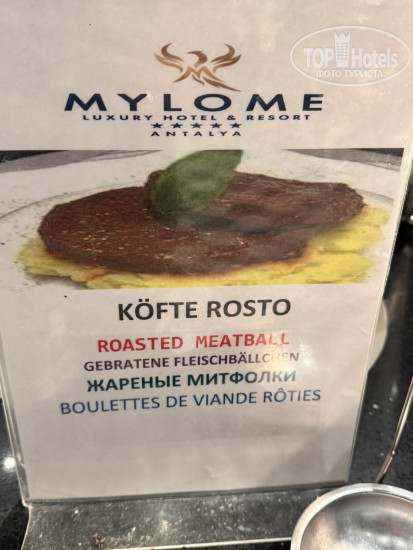 TOP Hotels
ФОТО ТУРИСТА
MYLOME
LUXURY HOTEL & RESORT
ANTALYA
KÖFTE ROSTO
ROASTED MEATBALL
GEBRATENE FLEISCHBÄLLCHEN
ЖАРЕНЫЕ МИТФОЛКИ
BOULETTES DE VIANDE RÔTIES